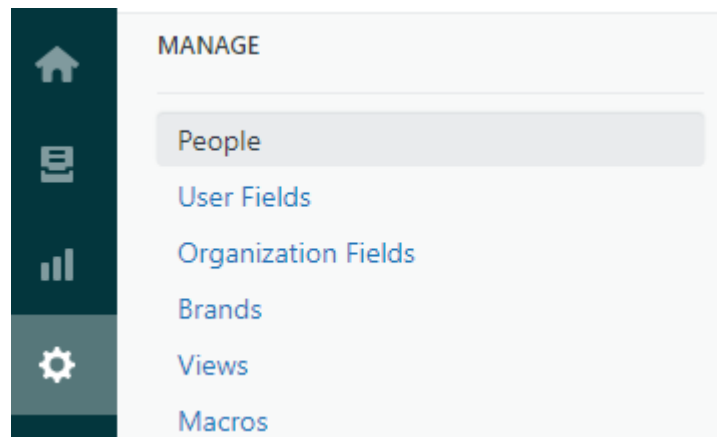 MANAGE
People
User Fields
Organization Fields
Brands
Views
Macros